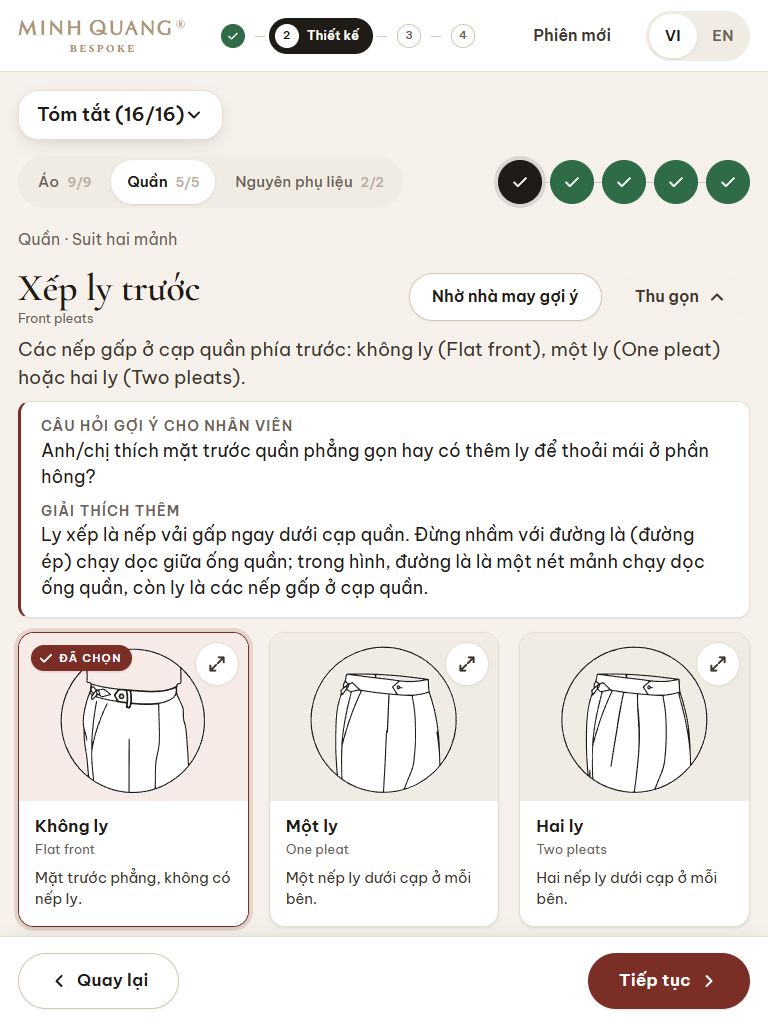 MINH QUANG®
BESPOKE
2 Thiết kế
3
4
Phiên mới
VI
EN
Tóm tắt (16/16)
Áo 9/9
Quần 5/5
Nguyên phụ liệu 2/2
Quần · Suit hai mảnh
Xếp ly trước
Front pleats
Nhờ nhà may gợi ý
Thu gọn
Các nếp gấp ở cạp quần phía trước: không ly (Flat front), một ly (One pleat)
hoặc hai ly (Two pleats).
CÂU HỎI GỢI Ý CHO NHÂN VIÊN
Anh/chị thích mặt trước quần phẳng gọn hay có thêm ly để thoải mái ở phần
hông?
GIẢI THÍCH THÊM
Ly xếp là nếp vải gấp ngay dưới cạp quần. Đừng nhầm với đường là (đường
ép) chạy dọc giữa ống quần; trong hình, đường là là một nét mảnh chạy dọc
ống quần, còn ly là các nếp gấp ở cạp quần.
ĐÃ CHỌN
Không ly
Flat front
Mặt trước phẳng, không có
nếp ly.
Một ly
One pleat
Một nếp ly dưới cạp ở mỗi
bên.
Hai ly
Two pleats
Hai nếp ly dưới cạp ở mỗi
bên.
Quay lại
Tiếp tục